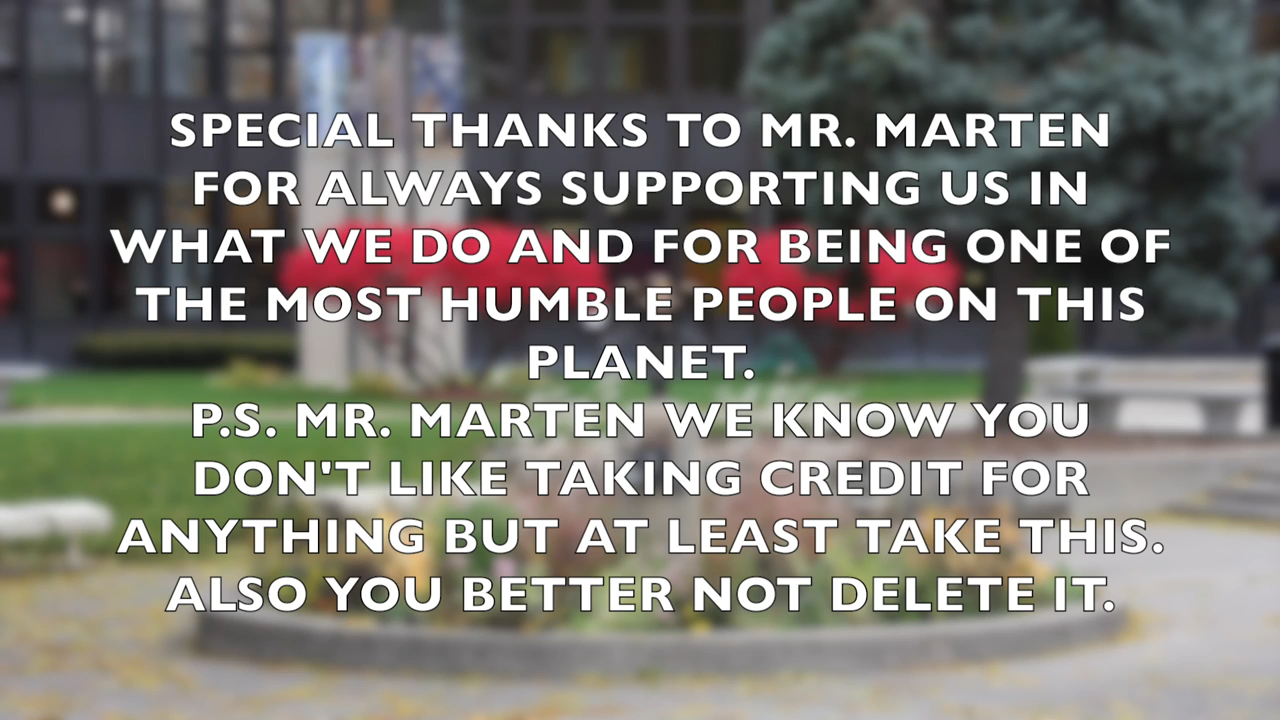 SPECIAL THANKS TO MR. MARTEN
FOR ALWAYS SUPPORTING US IN
WHAT WE DO AND FOR BEING ONE OF
THE MOST HUMBLE PEOPLE ON THIS
PLANET.
P.S. MR. MARTEN WE KNOW YOU
DON'T LIKE TAKING CREDIT FOR
ANYTHING BUT AT LEAST TAKE THIS.
ALSO YOU BETTER NOT DELETE IT.